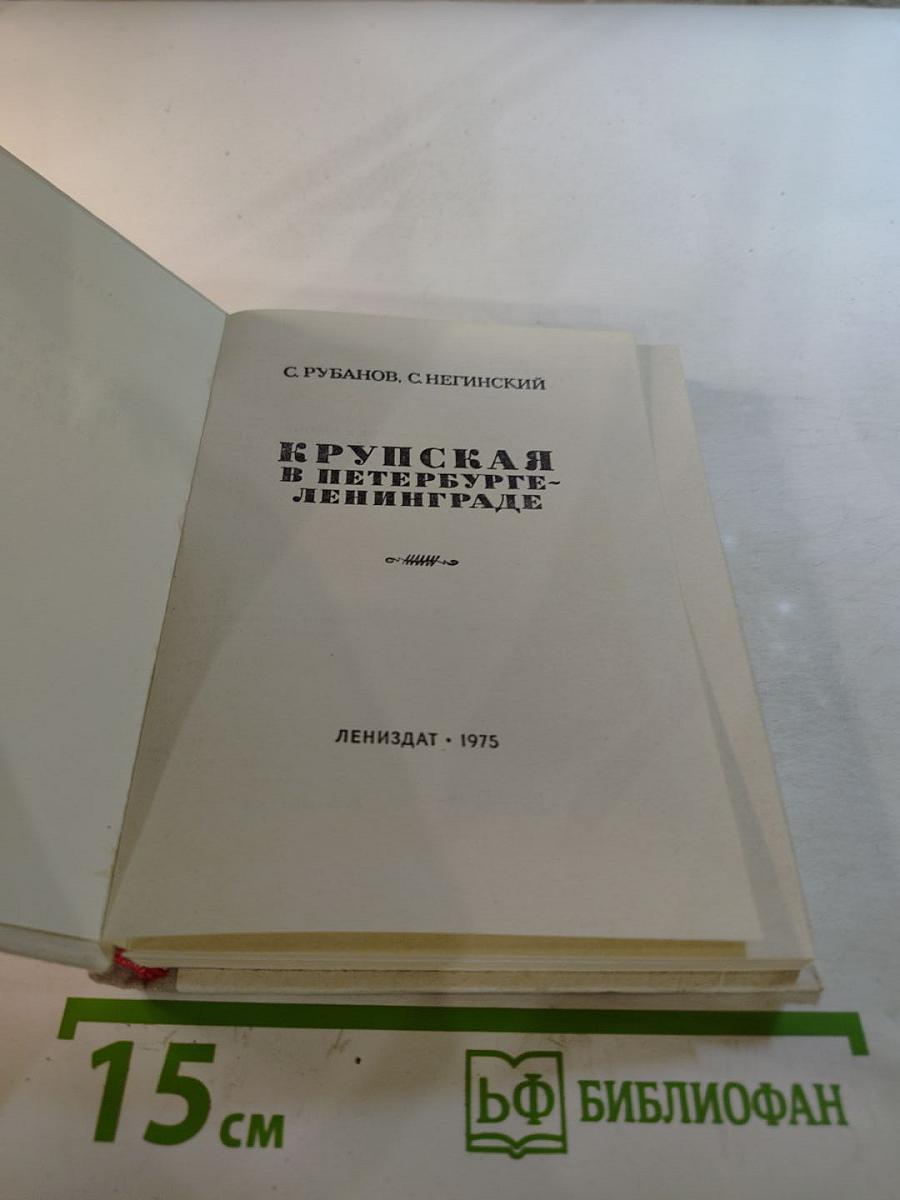 С. РУБАНОВ, С. НЕГИНСКИЙ
КРУПСКАЯ
В ПЕТЕРБУРГЕ-
ЛЕНИНГРАДЕ
ЛЕНИЗДАТ • 1975
15 см
ЬФ БИБЛИОФАН